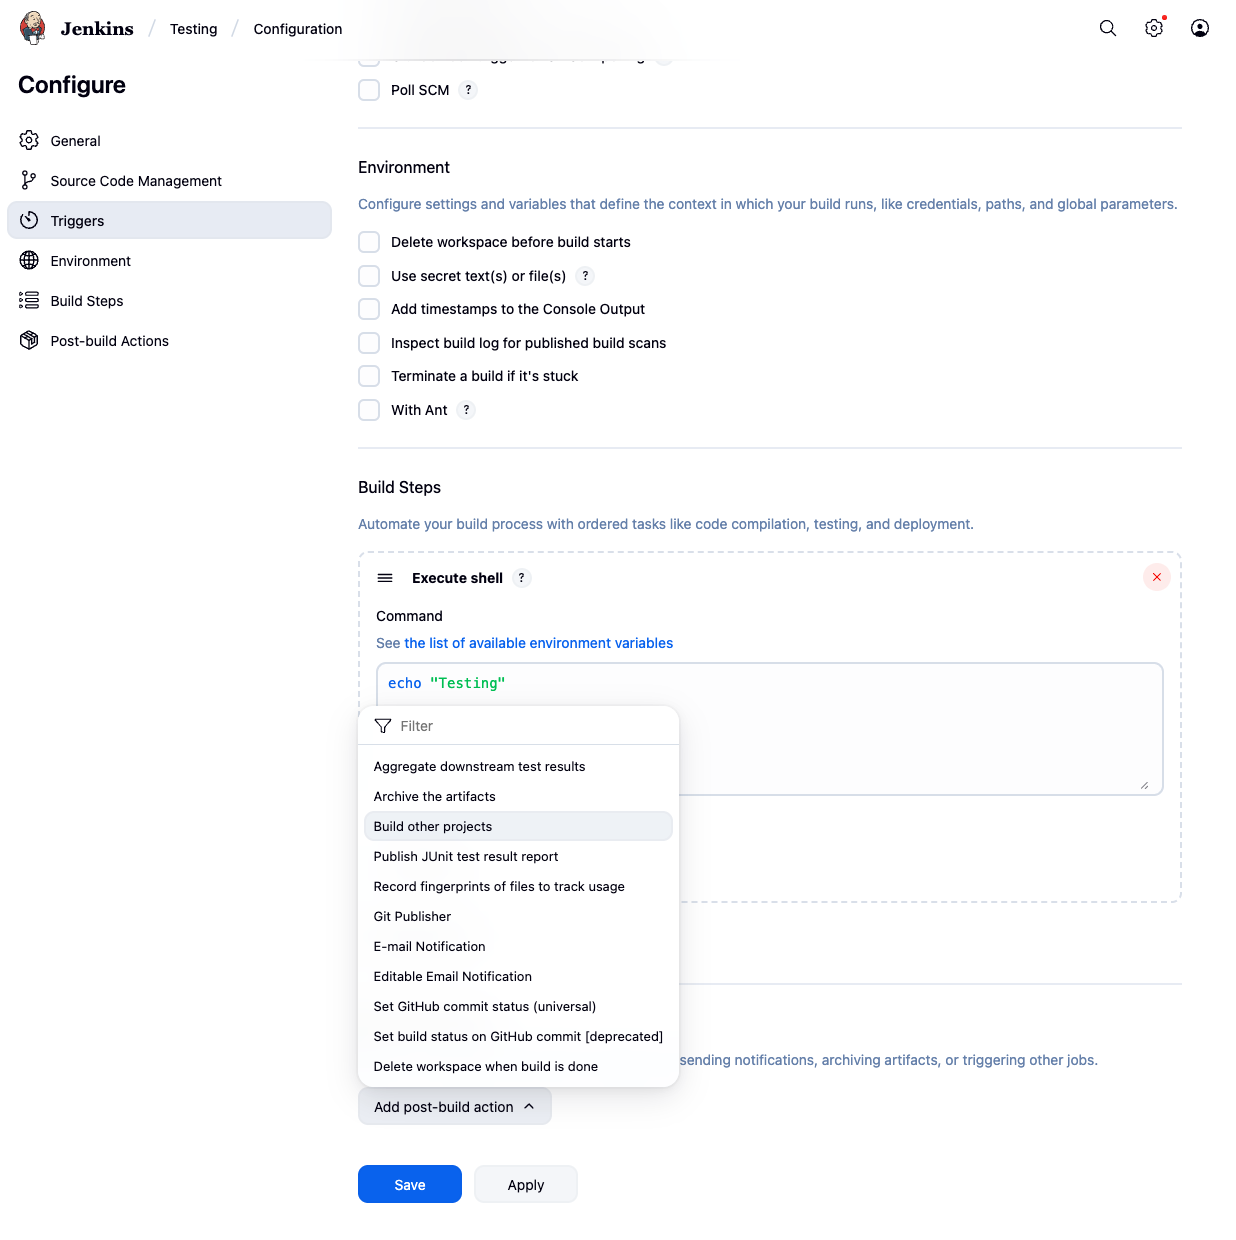 Jenkins / Testing / Configuration
Configure
General
Source Code Management
Triggers
Environment
Build Steps
Post-build Actions
Poll SCM ?
Environment
Configure settings and variables that define the context in which your build runs, like credentials, paths, and global parameters.
Delete workspace before build starts
Use secret text(s) or file(s) ?
Add timestamps to the Console Output
Inspect build log for published build scans
Terminate a build if it's stuck
With Ant ?
Build Steps
Automate your build process with ordered tasks like code compilation, testing, and deployment.
Execute shell ?
Command
See the list of available environment variables
echo "Testing"
Filter
Aggregate downstream test results
Archive the artifacts
Build other projects
Publish JUnit test result report
Record fingerprints of files to track usage
Git Publisher
E-mail Notification
Editable Email Notification
Set GitHub commit status (universal)
Set build status on GitHub commit [deprecated]
Delete workspace when build is done
sending notifications, archiving artifacts, or triggering other jobs.
Add post-build action
Save
Apply